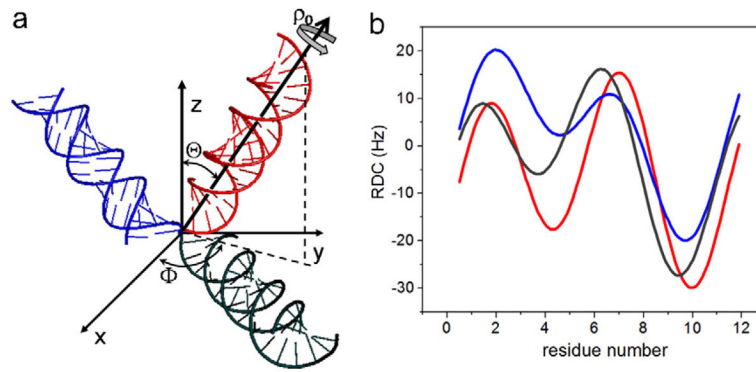 a
ρ₀
z
Θ
y
Φ
x
b
RDC (Hz)
20
10
0
-10
-20
-30
0 2 4 6 8 10 12
residue number